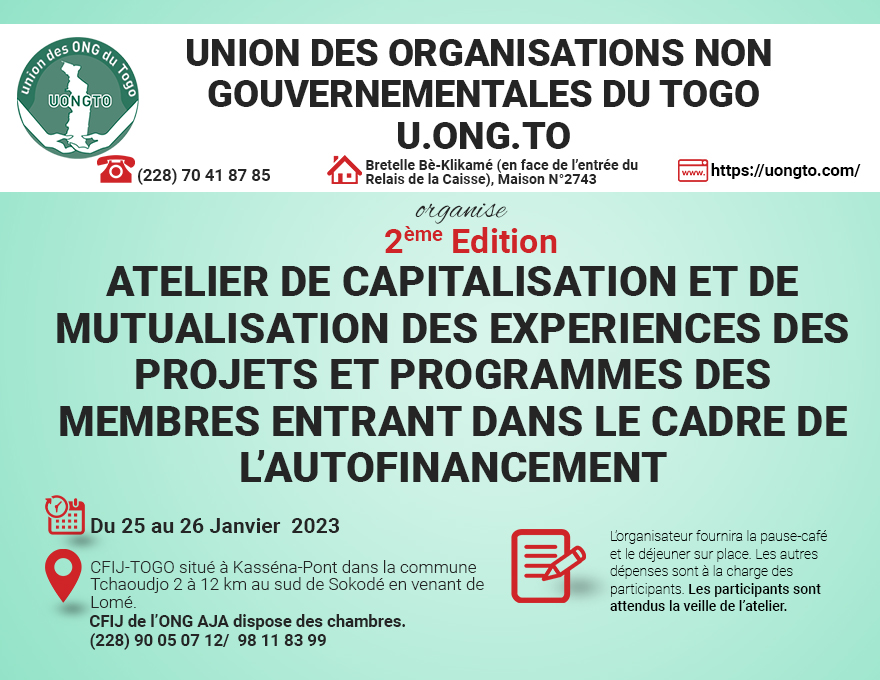 union des ONG du Togo
UONGTO
UNION DES ORGANISATIONS NON
GOUVERNEMENTALES DU TOGO
U.ONG.TO
(228) 70 41 87 85
Bretelle Bè-Klikamé (en face de l'entrée du
Relais de la Caisse), Maison N°2743
www.
https://uongto.com/
organise
2ème Edition
ATELIER DE CAPITALISATION ET DE
MUTUALISATION DES EXPERIENCES DES
PROJETS ET PROGRAMMES DES
MEMBRES ENTRANT DANS LE CADRE DE
L'AUTOFINANCEMENT
Du 25 au 26 Janvier 2023
CFIJ-TOGO situé à Kasséna-Pont dans la commune
Tchaoudjo 2 à 12 km au sud de Sokodé en venant de
Lomé.
CFIJ de l'ONG AJA dispose des chambres.
(228) 90 05 07 12/ 98 11 83 99
L'organisateur fournira la pause-café
et le déjeuner sur place. Les autres
dépenses sont à la charge des
participants. Les participants sont
attendus la veille de l'atelier.